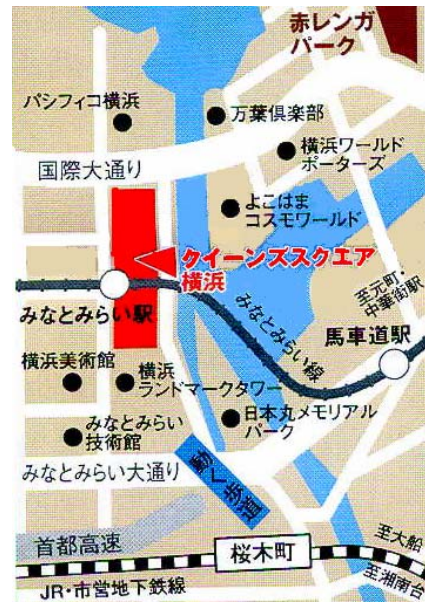 赤レンガ
パーク
パシフィコ横浜
万葉倶楽部
横浜ワールド
ポーターズ
国際大通り
よこはま
コスモワールド
クイーンズスクエア
横浜
至元町・
中華街駅
みなとみらい駅
みなとみらい線
馬車道駅
横浜美術館
横浜
ランドマークタワー
日本丸メモリアル
パーク
みなとみらい
技術館
みなとみらい大通り
動く歩道
首都高速
桜木町
至大船
至湘南台
JR・市営地下鉄線